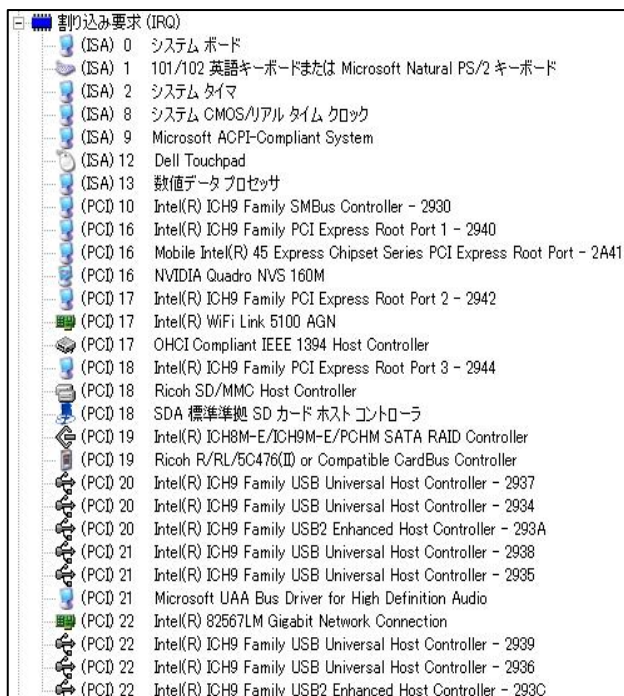 割り込み要求 (IRQ)
(ISA) 0 システム ボード
(ISA) 1 101/102 英語キーボードまたは Microsoft Natural PS/2 キーボード
(ISA) 2 システム タイマ
(ISA) 8 システム CMOS/リアル タイム クロック
(ISA) 9 Microsoft ACPI-Compliant System
(ISA) 12 Dell Touchpad
(ISA) 13 数値データ プロセッサ
(PCI) 10 Intel(R) ICH9 Family SMBus Controller - 2930
(PCI) 16 Intel(R) ICH9 Family PCI Express Root Port 1 - 2940
(PCI) 16 Mobile Intel(R) 45 Express Chipset Series PCI Express Root Port - 2A41
(PCI) 16 NVIDIA Quadro NVS 160M
(PCI) 17 Intel(R) ICH9 Family PCI Express Root Port 2 - 2942
(PCI) 17 Intel(R) WiFi Link 5100 AGN
(PCI) 17 OHCI Compliant IEEE 1394 Host Controller
(PCI) 18 Intel(R) ICH9 Family PCI Express Root Port 3 - 2944
(PCI) 18 Ricoh SD/MMC Host Controller
(PCI) 18 SDA 標準準拠 SD カード ホスト コントローラ
(PCI) 19 Intel(R) ICH8M-E/ICH9M-E/PCHM SATA RAID Controller
(PCI) 19 Ricoh R/RL/5C476(II) or Compatible CardBus Controller
(PCI) 20 Intel(R) ICH9 Family USB Universal Host Controller - 2937
(PCI) 20 Intel(R) ICH9 Family USB Universal Host Controller - 2934
(PCI) 20 Intel(R) ICH9 Family USB2 Enhanced Host Controller - 293A
(PCI) 21 Intel(R) ICH9 Family USB Universal Host Controller - 2938
(PCI) 21 Intel(R) ICH9 Family USB Universal Host Controller - 2935
(PCI) 21 Microsoft UAA Bus Driver for High Definition Audio
(PCI) 22 Intel(R) 82567LM Gigabit Network Connection
(PCI) 22 Intel(R) ICH9 Family USB Universal Host Controller - 2939
(PCI) 22 Intel(R) ICH9 Family USB Universal Host Controller - 2936
(PCI) 22 Intel(R) ICH9 Family USB2 Enhanced Host Controller - 293C